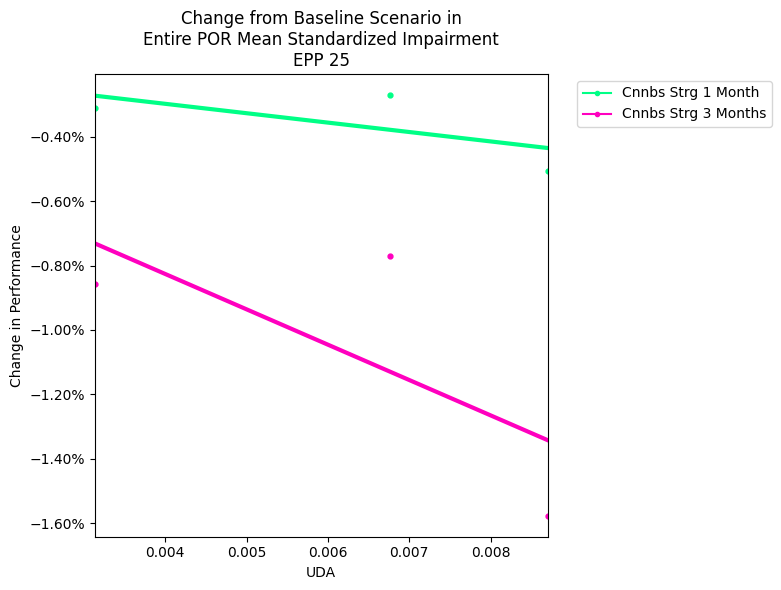 Change from Baseline Scenario in
Entire POR Mean Standardized Impairment
EPP 25
Cnnbs Strg 1 Month
Cnnbs Strg 3 Months
Change in Performance
−0.40%
−0.60%
−0.80%
−1.00%
−1.20%
−1.40%
−1.60%
0.004
0.005
0.006
0.007
0.008
UDA